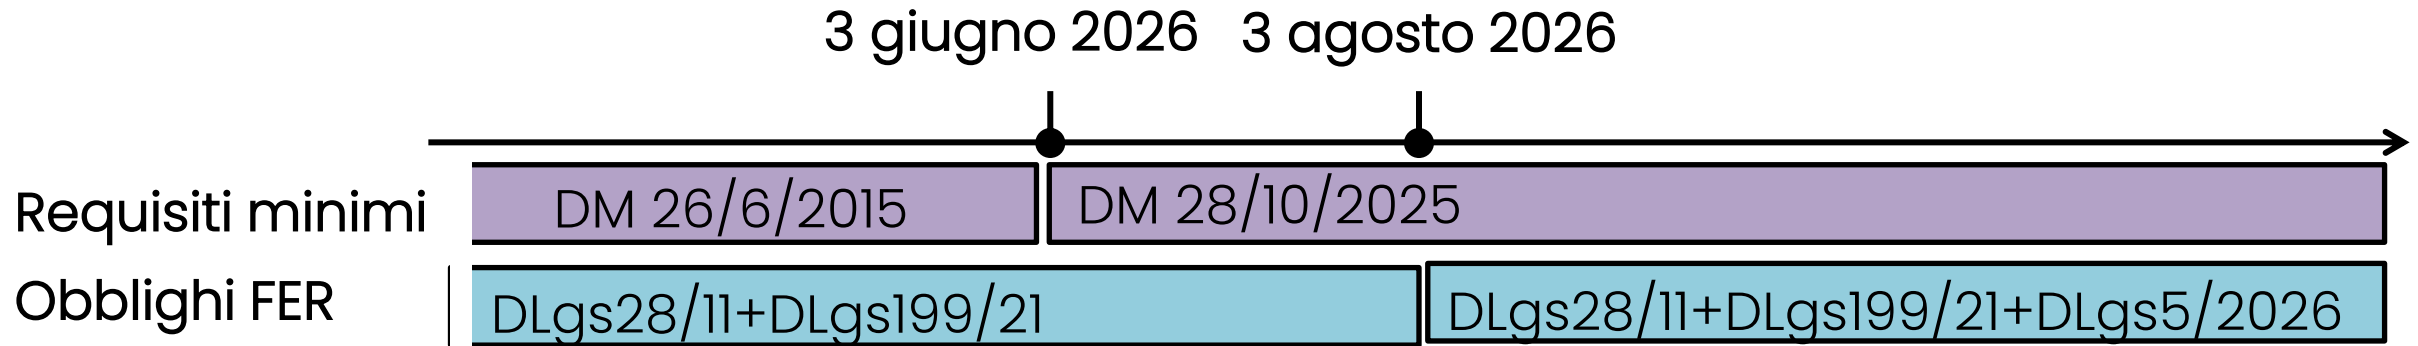 3 giugno 2026 3 agosto 2026
Requisiti minimi DM 26/6/2015 DM 28/10/2025
Obblighi FER DLgs28/11+DLgs199/21 DLgs28/11+DLgs199/21+DLgs5/2026